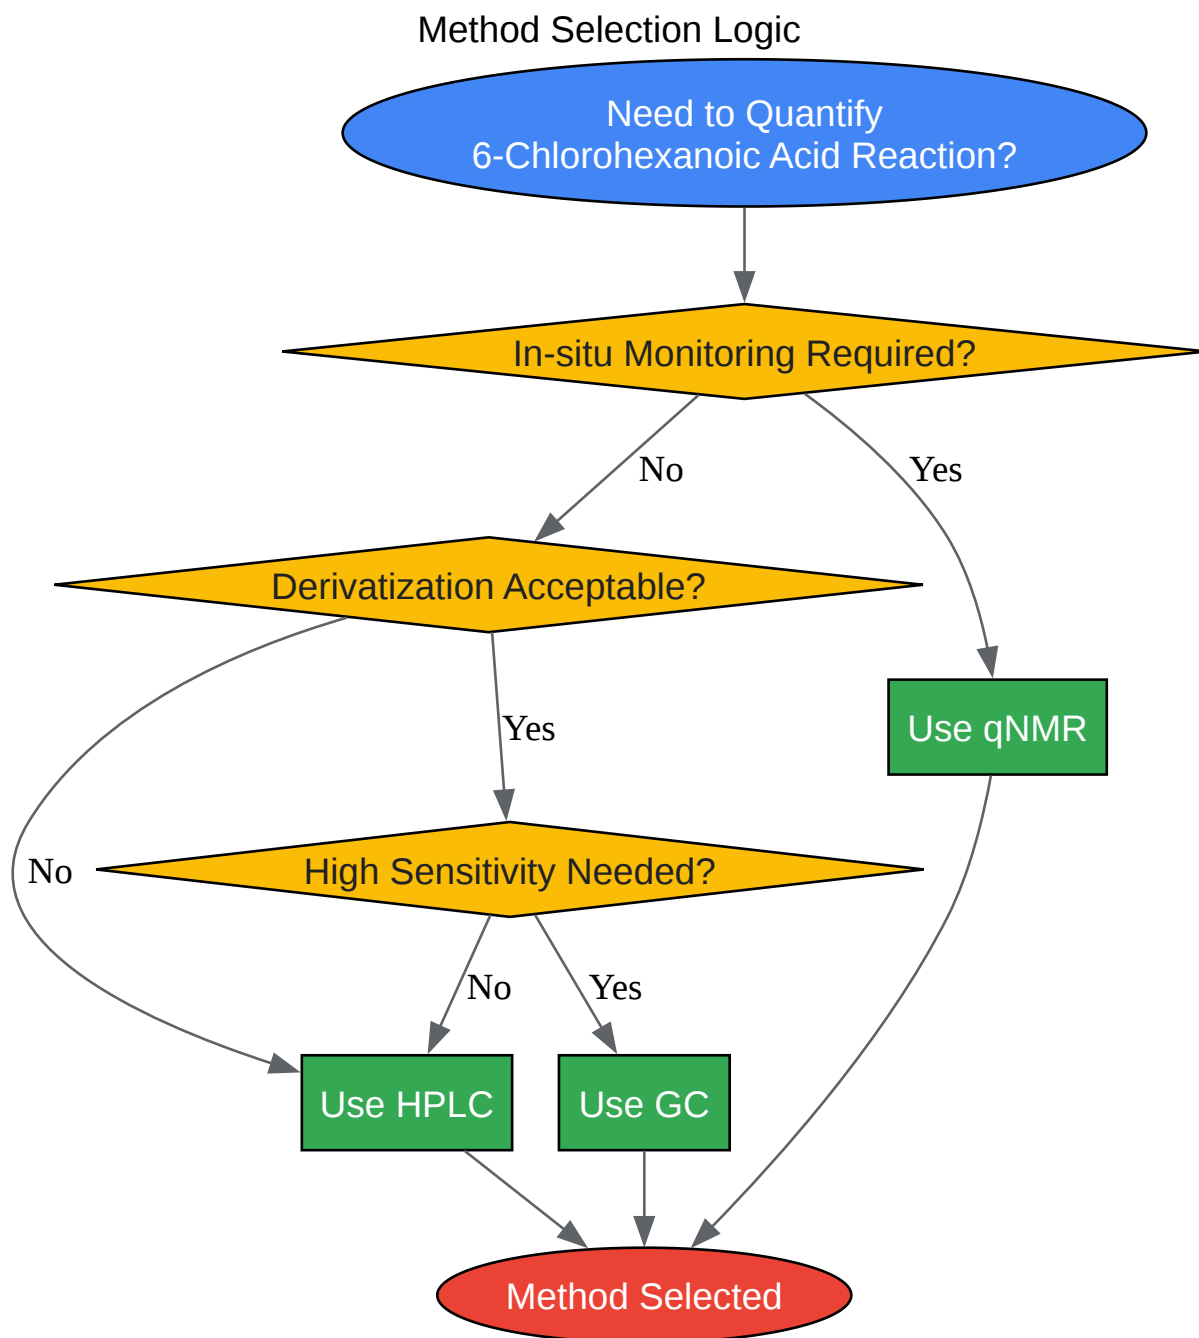 Method Selection Logic
Need to Quantify
6-Chlorohexanoic Acid Reaction?
In-situ Monitoring Required?
No
Yes
Derivatization Acceptable?
Yes
Use qNMR
No
High Sensitivity Needed?
No
Yes
Use HPLC
Use GC
Method Selected